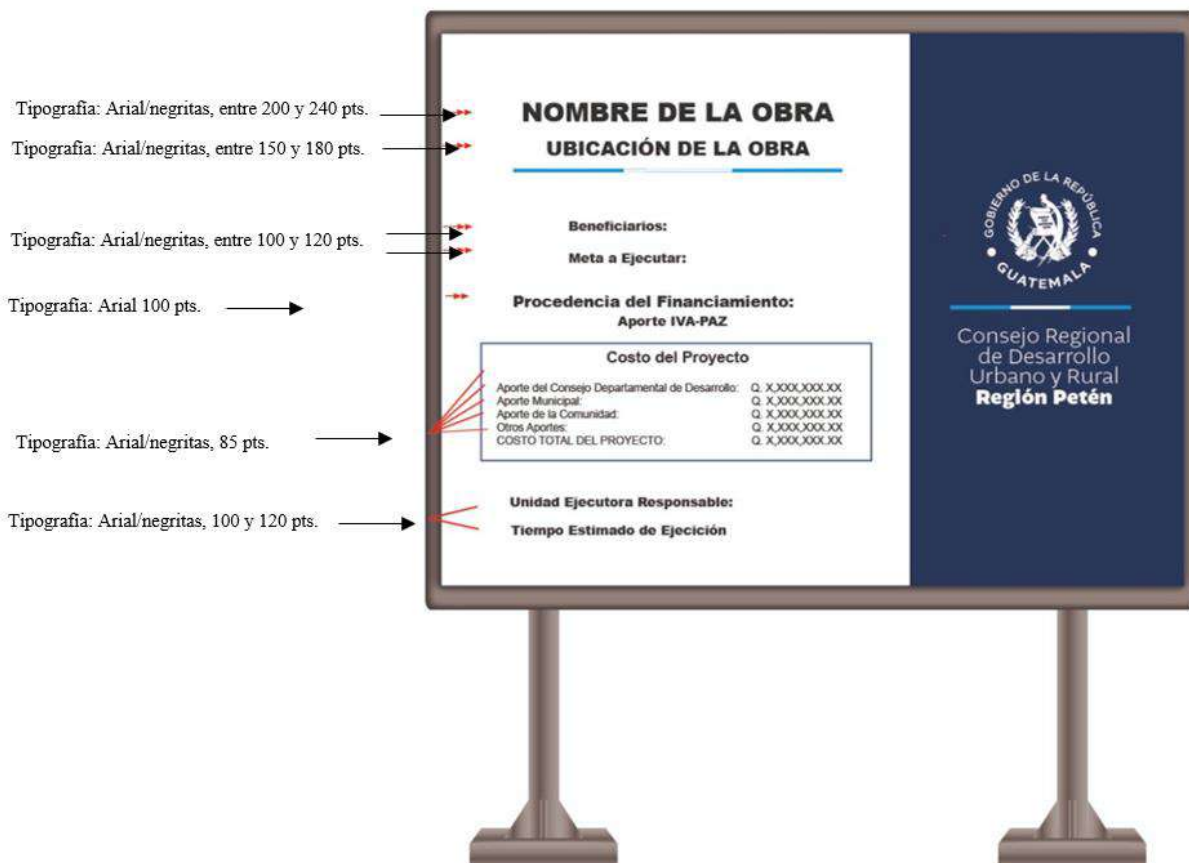 Tipografía: Arial/negritas, entre 200 y 240 pts.
Tipografía: Arial/negritas, entre 150 y 180 pts.
Tipografía: Arial/negritas, entre 100 y 120 pts.
Tipografía: Arial 100 pts.
Tipografía: Arial/negritas, 85 pts.
Tipografía: Arial/negritas, 100 y 120 pts.
NOMBRE DE LA OBRA
UBICACIÓN DE LA OBRA
Beneficiarios:
Meta a Ejecutar:
Procedencia del Financiamiento:
Aporte IVA-PAZ
Costo del Proyecto
Aporte del Consejo Departamental de Desarrollo: Q. X,XXX,XXX.XX
Aporte Municipal: Q. X,XXX,XXX.XX
Aporte de la Comunidad: Q. X,XXX,XXX.XX
Otros Aportes: Q. X,XXX,XXX.XX
COSTO TOTAL DEL PROYECTO: Q. X,XXX,XXX.XX
Unidad Ejecutora Responsable:
Tiempo Estimado de Ejecición
GOBIERNO DE LA REPÚBLICA
GUATEMALA
Consejo Regional
de Desarrollo
Urbano y Rural
Región Petén